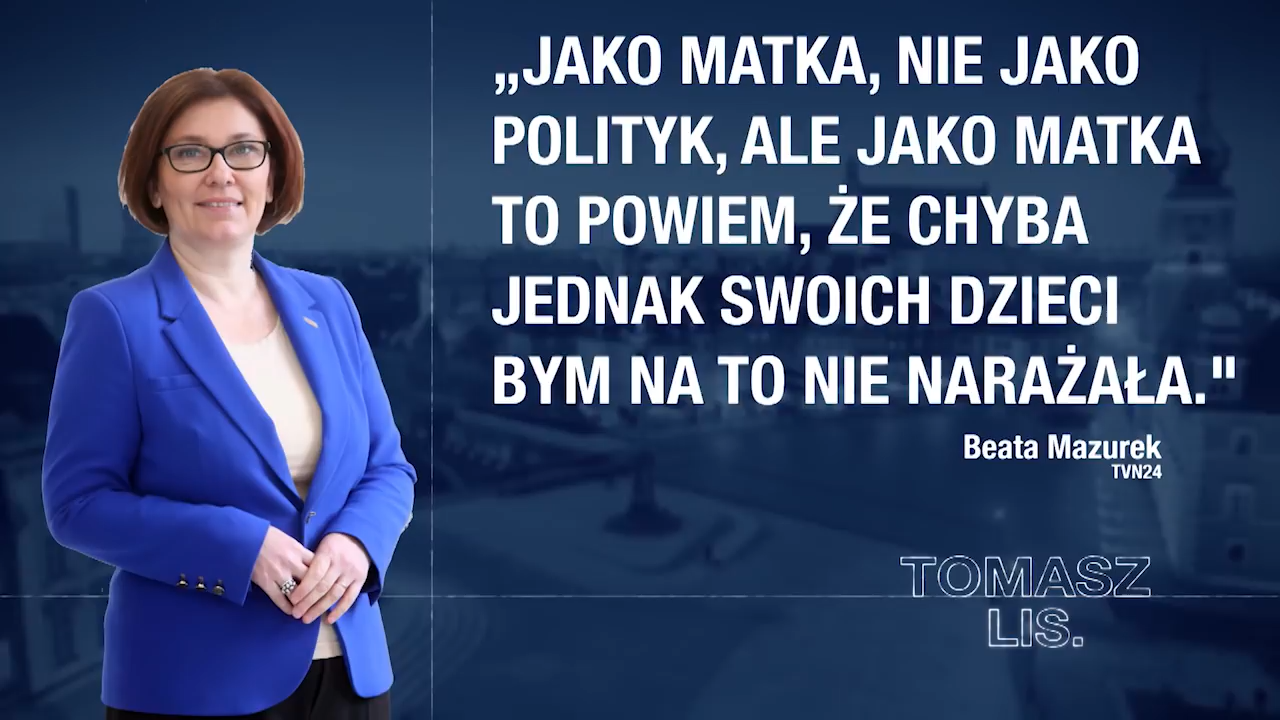 „JAKO MATKA, NIE JAKO
POLITYK, ALE JAKO MATKA
TO POWIEM, ŻE CHYBA
JEDNAK SWOICH DZIECI
BYM NA TO NIE NARAŻAŁA."
Beata Mazurek
TVN24
TOMASZ
LIS.